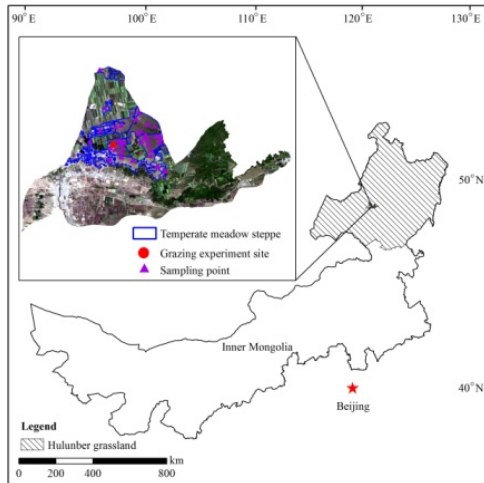 90°E 100°E 110°E 120°E 130°E
Temperate meadow steppe
Grazing experiment site
Sampling point
50°N
Inner Mongolia
40°N
Beijing
Legend
Hulunber grassland
km
0 200 400 800